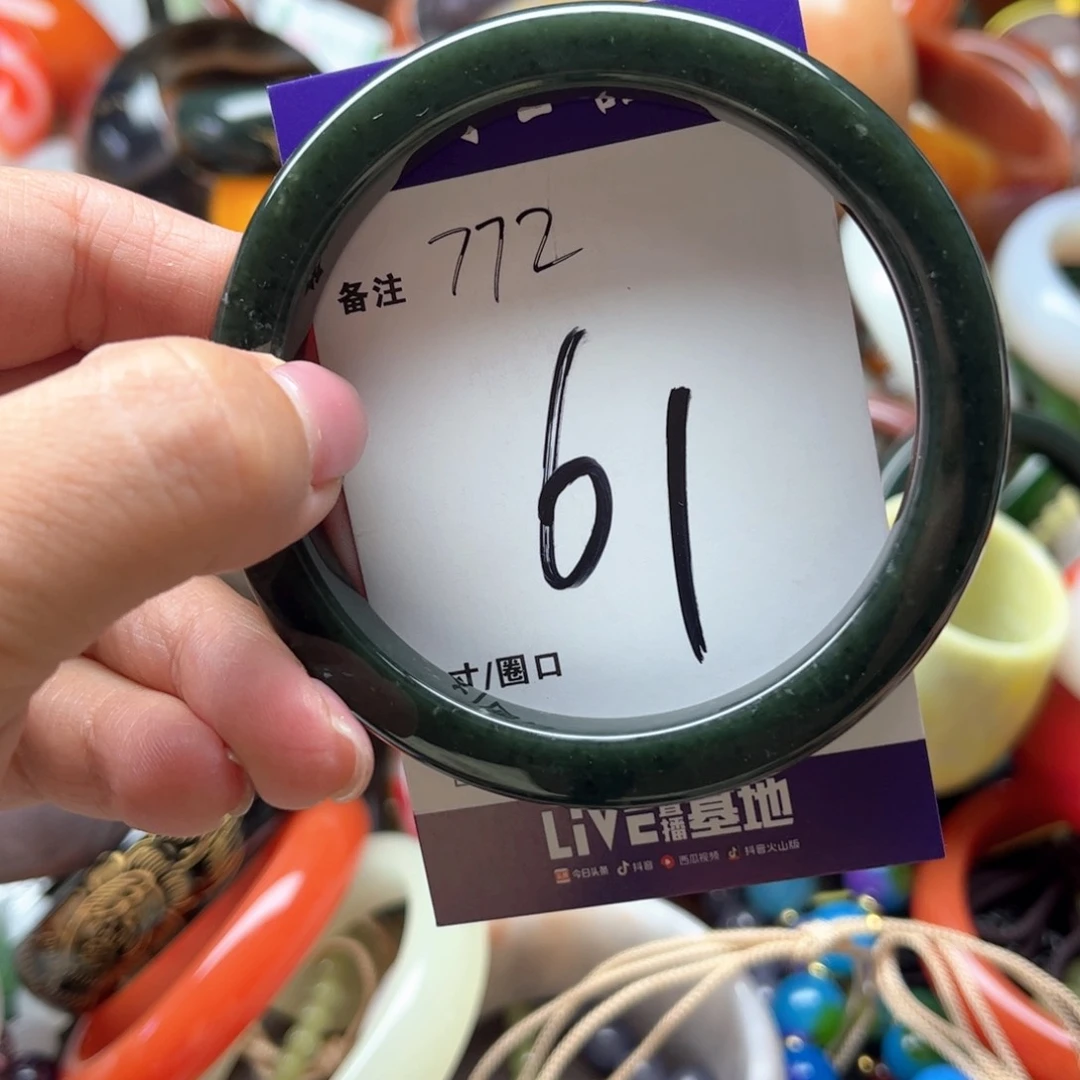 备注 772
61
寸/圈口
LiVE直播基地
今日头条 抖音 西瓜视频 抖音火山版